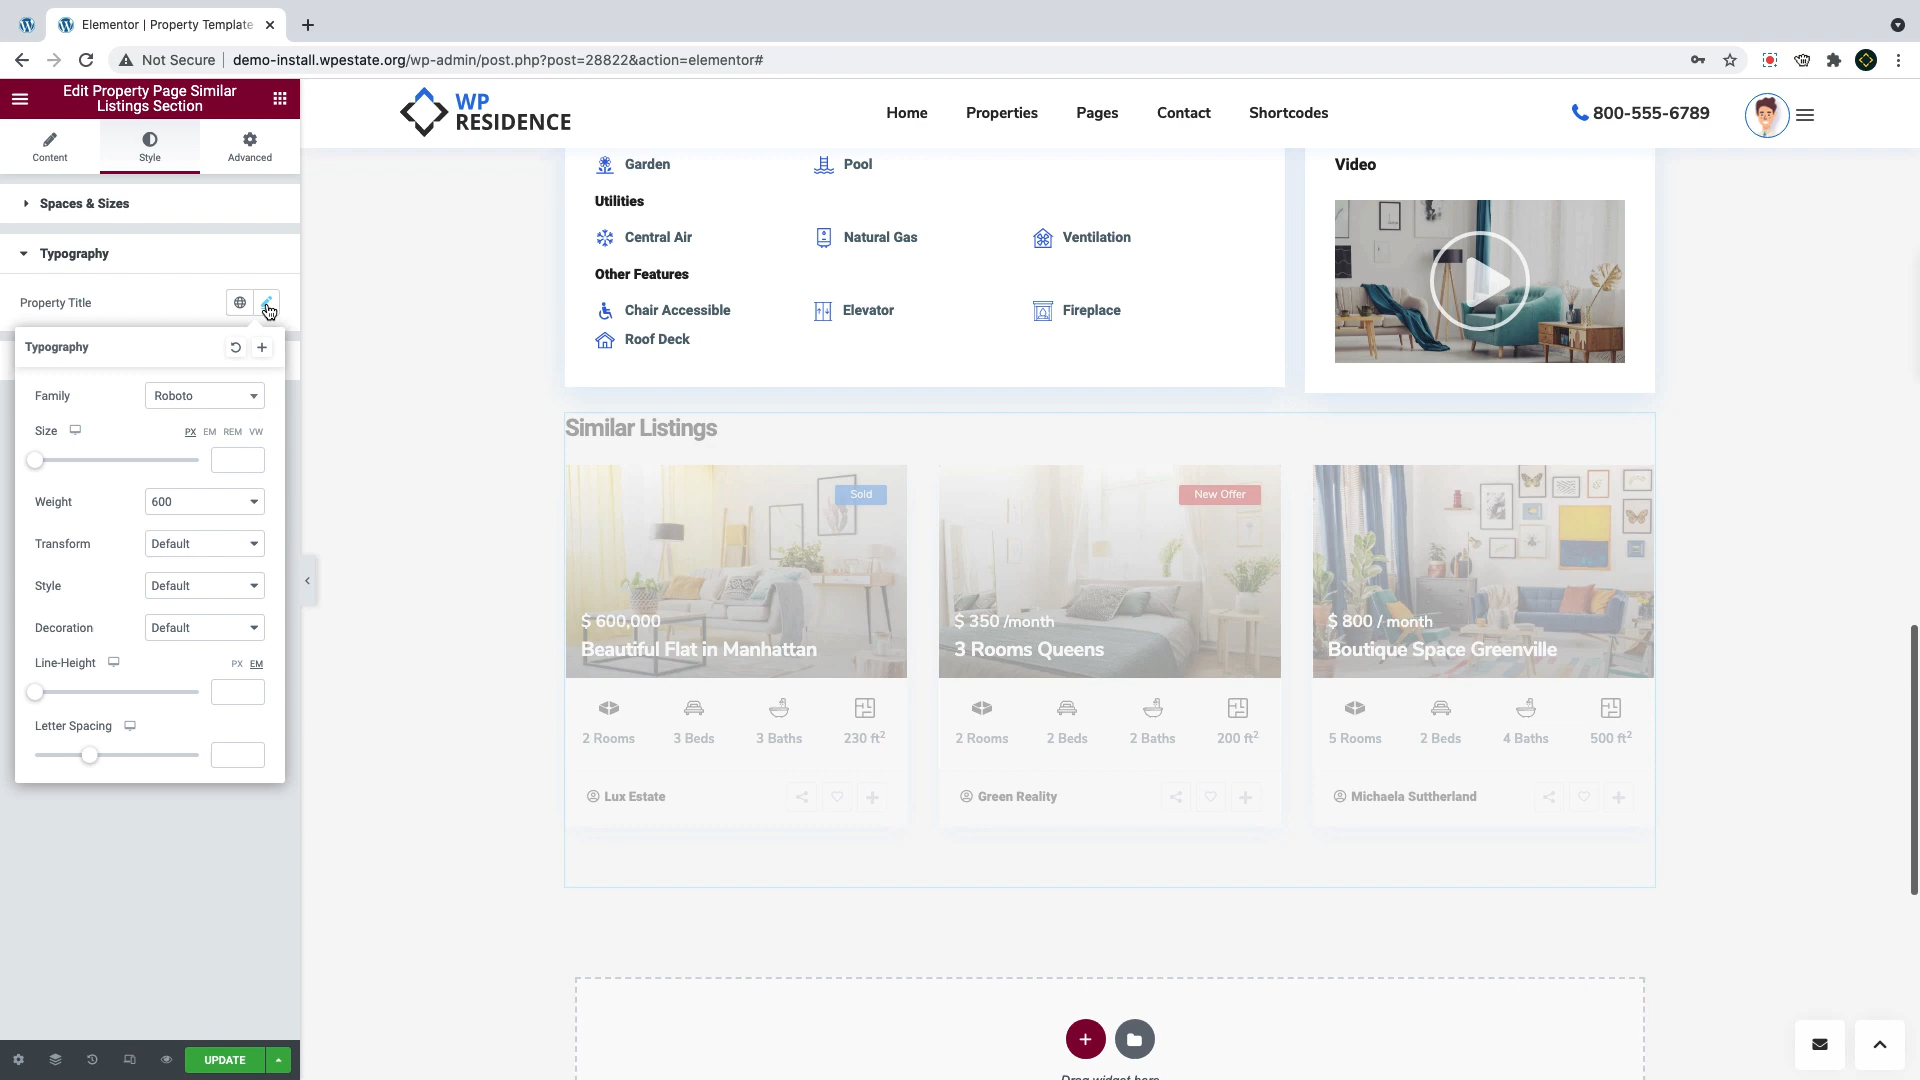 Elementor | Property Template
Not Secure
demo-install.wpestate.org/wp-admin/post.php?post=28822&action=elementor#
Edit Property Page Similar
Listings Section
Content
Style
Advanced
Spaces & Sizes
Typography
Property Title
Typography
Family
Roboto
Size
PX EM REM VW
Weight
600
Transform
Default
Style
Default
Decoration
Default
Line-Height
PX EM
Letter Spacing
UPDATE
WP
RESIDENCE
Home
Properties
Pages
Contact
Shortcodes
800-555-6789
Garden
Pool
Utilities
Central Air
Natural Gas
Ventilation
Other Features
Chair Accessible
Elevator
Fireplace
Roof Deck
Video
Similar Listings
Sold
$ 600,000
Beautiful Flat in Manhattan
2 Rooms
3 Beds
3 Baths
230 ft²
Lux Estate
New Offer
$ 350 /month
3 Rooms Queens
2 Rooms
2 Beds
2 Baths
200 ft²
Green Reality
$ 800 / month
Boutique Space Greenville
5 Rooms
2 Beds
4 Baths
500 ft²
Michaela Suttherland
Drag widget here